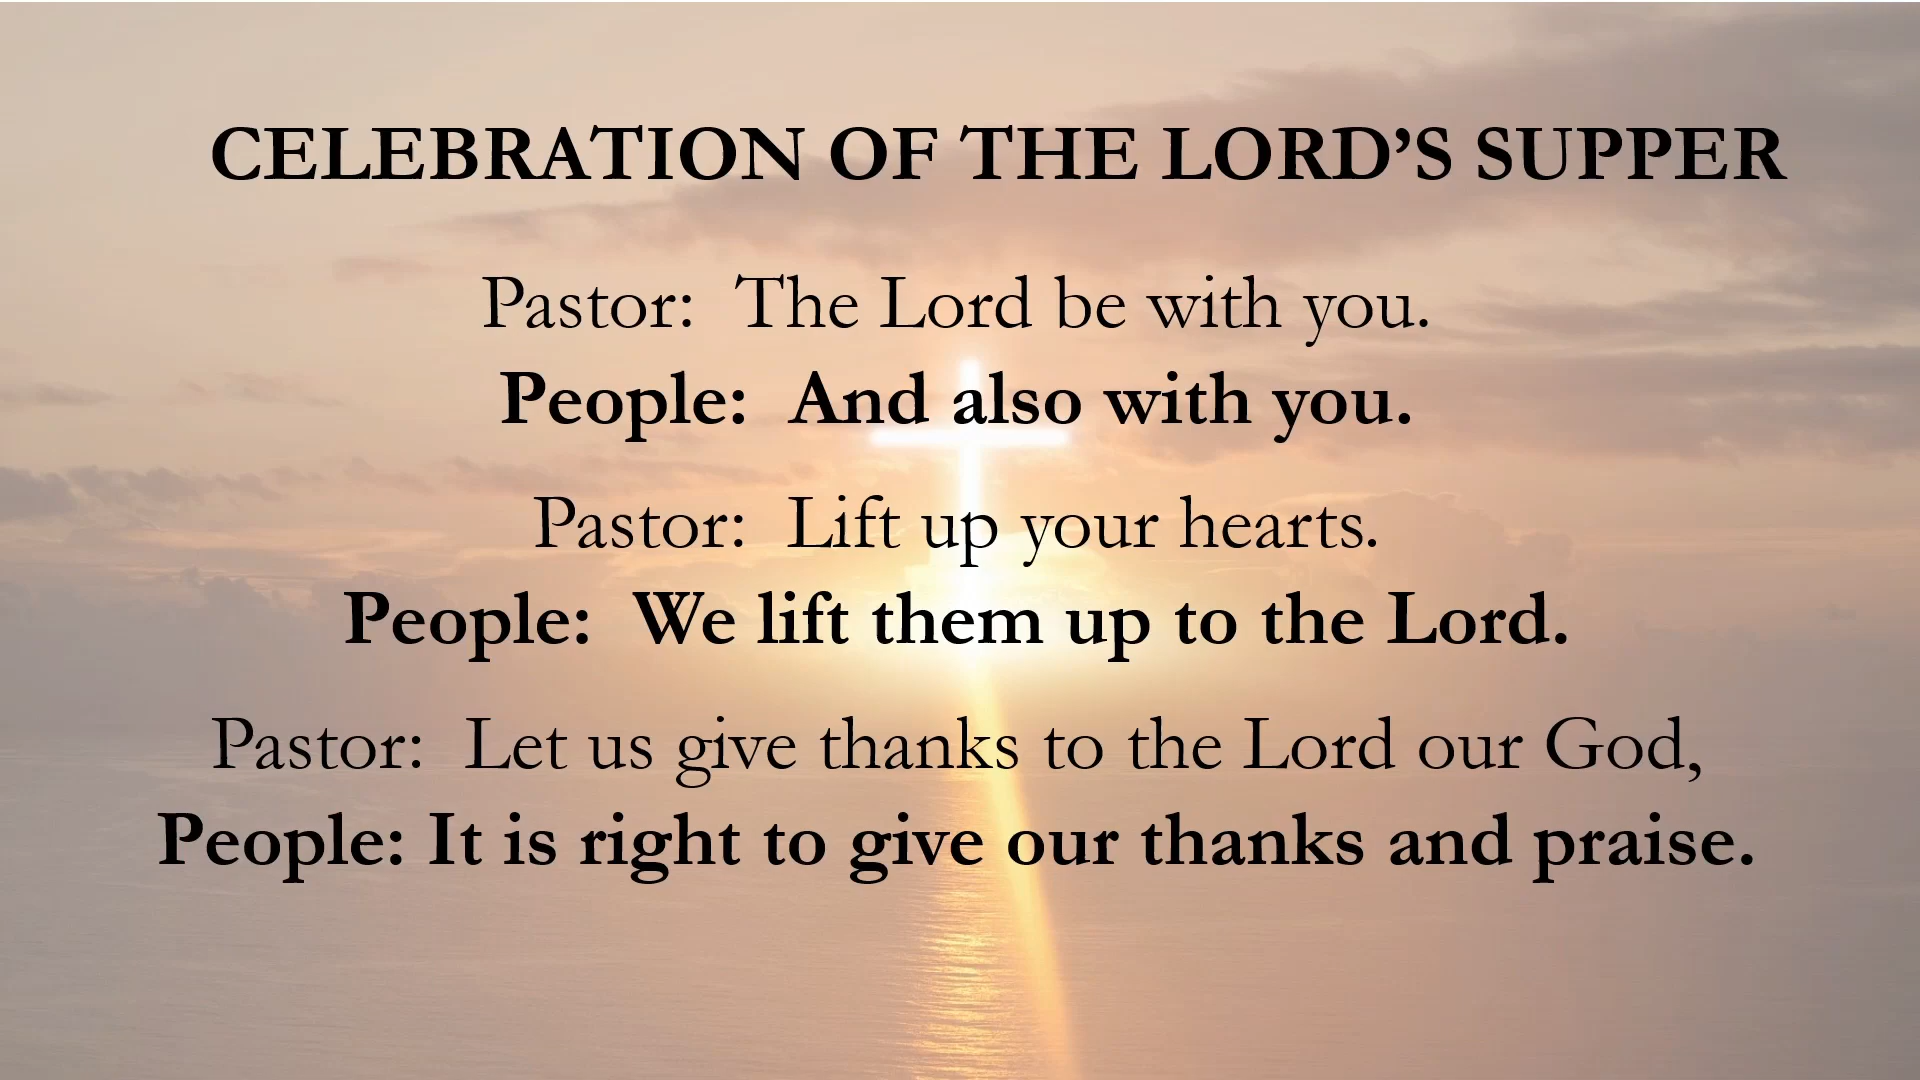 CELEBRATION OF THE LORD’S SUPPER
Pastor:  The Lord be with you.
People:  And also with you.
Pastor:  Lift up your hearts.
People:  We lift them up to the Lord.
Pastor:  Let us give thanks to the Lord our God,
People: It is right to give our thanks and praise.